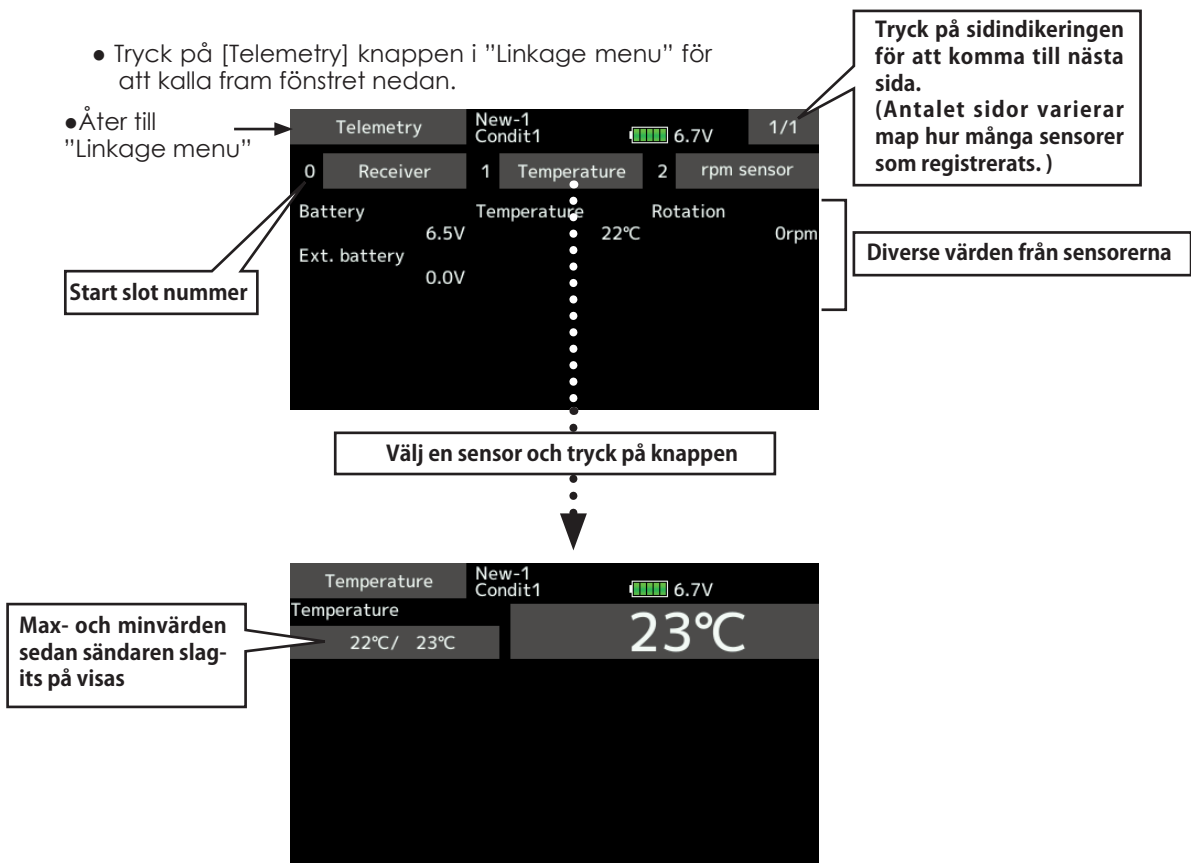 ● Tryck på [Telemetry] knappen i ”Linkage menu” för
att kalla fram fönstret nedan.
Tryck på sidindikeringen
för att komma till nästa
sida.
(Antalet sidor varierar
map hur många sensorer
som registrerats. )
●Åter till
”Linkage menu”
Telemetry
New-1
Condit1
6.7V
1/1
0 Receiver 1 Temperature 2 rpm sensor
Battery
6.5V
Ext. battery
0.0V
Temperature
22℃
Rotation
0rpm
Start slot nummer
Diverse värden från sensorerna
Välj en sensor och tryck på knappen
Temperature
New-1
Condit1
6.7V
Temperature
22℃/ 23℃
23℃
Max- och minvärden
sedan sändaren slag-
its på visas